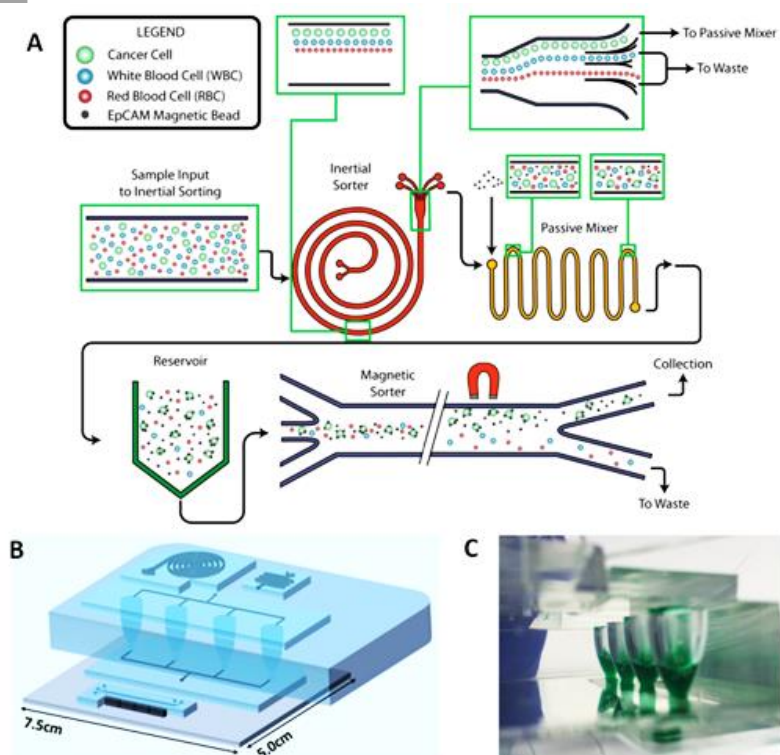 A
LEGEND
Cancer Cell
White Blood Cell (WBC)
Red Blood Cell (RBC)
EpCAM Magnetic Bead
To Passive Mixer
To Waste
Sample Input
to Inertial Sorting
Inertial
Sorter
Passive Mixer
Reservoir
Magnetic
Sorter
Collection
To Waste
B
7.5cm
5.0cm
C